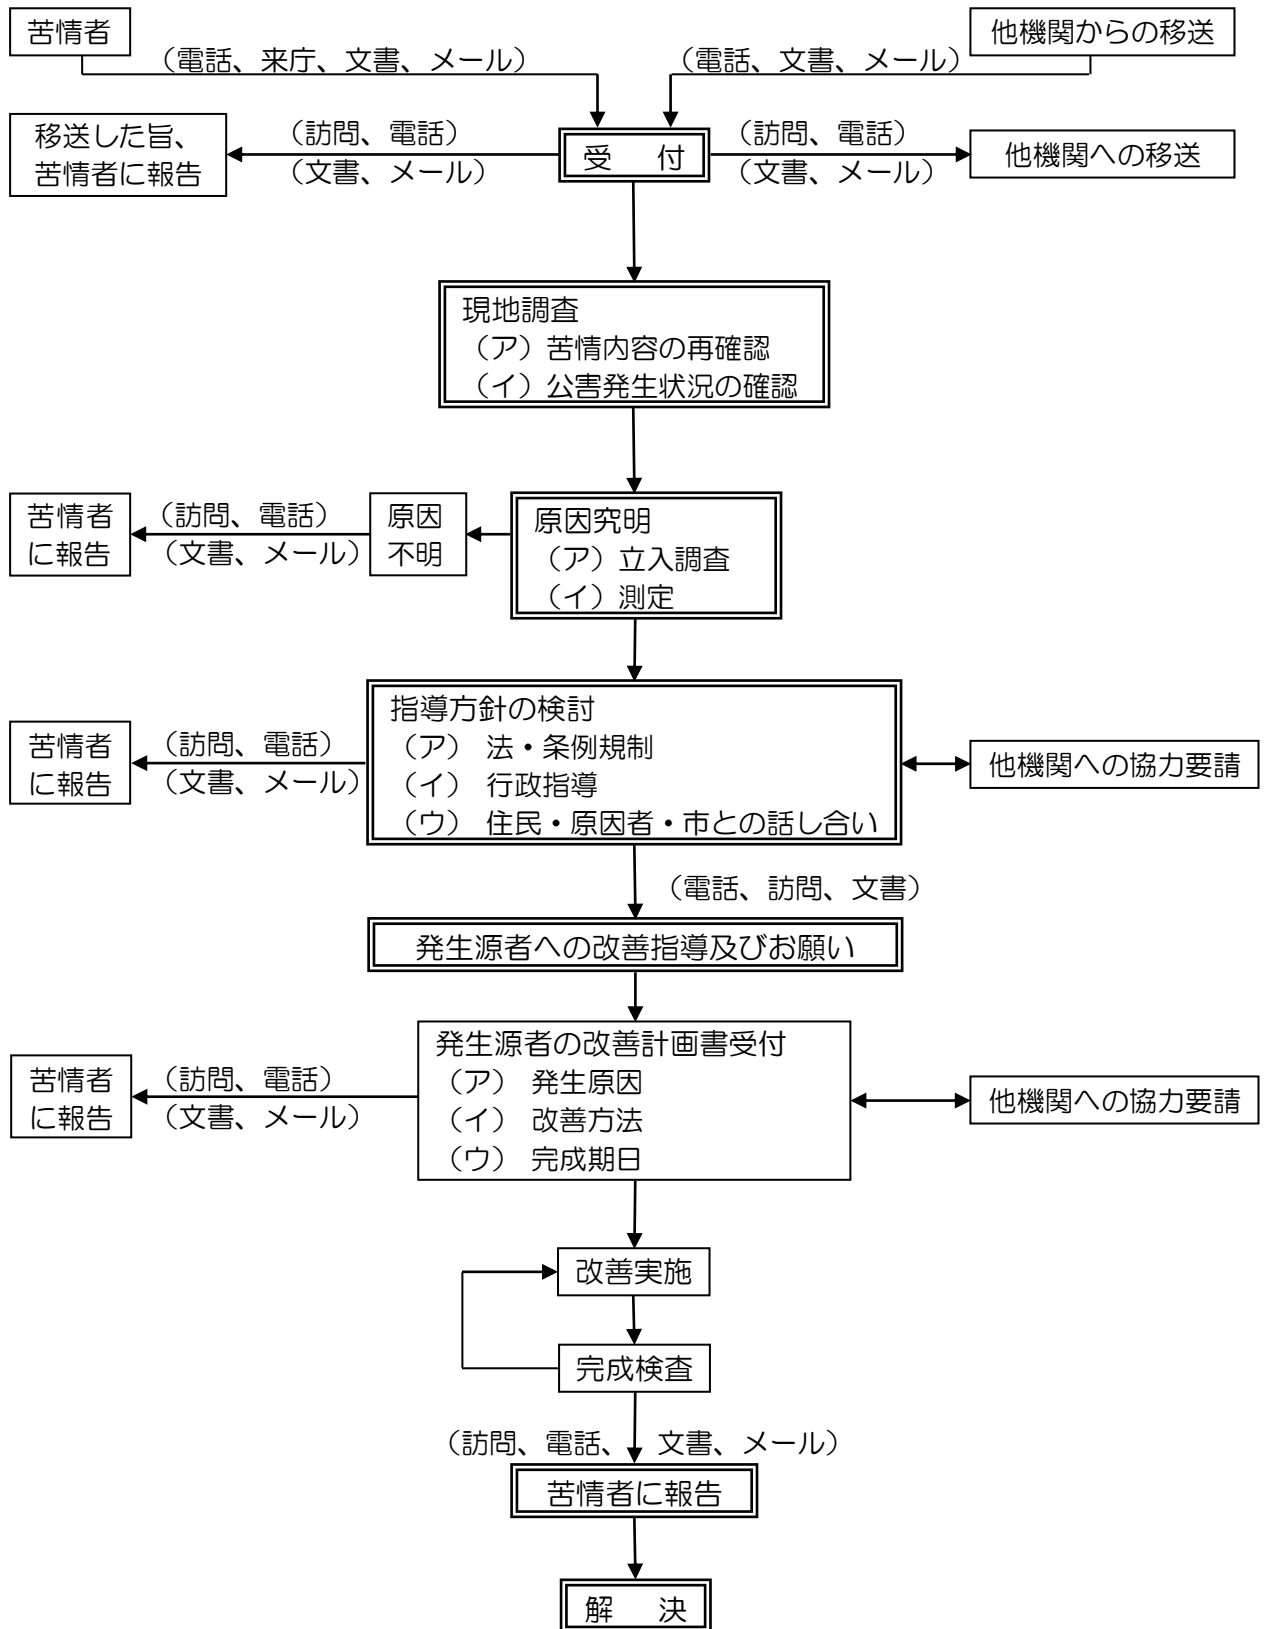 苦情者
他機関からの移送
（電話、来庁、文書、メール）
（電話、文書、メール）
移送した旨、
苦情者に報告
（訪問、電話）
（文書、メール）
受　付
（訪問、電話）
（文書、メール）
他機関への移送
現地調査
（ア）苦情内容の再確認
（イ）公害発生状況の確認
苦情者
に報告
（訪問、電話）
（文書、メール）
原因
不明
原因究明
（ア）立入調査
（イ）測定
苦情者
に報告
（訪問、電話）
（文書、メール）
指導方針の検討
（ア） 法・条例規制
（イ） 行政指導
（ウ） 住民・原因者・市との話し合い
他機関への協力要請
（電話、訪問、文書）
発生源者への改善指導及びお願い
苦情者
に報告
（訪問、電話）
（文書、メール）
発生源者の改善計画書受付
（ア） 発生原因
（イ） 改善方法
（ウ） 完成期日
他機関への協力要請
改善実施
完成検査
（訪問、電話、 文書、メール）
苦情者に報告
解　決